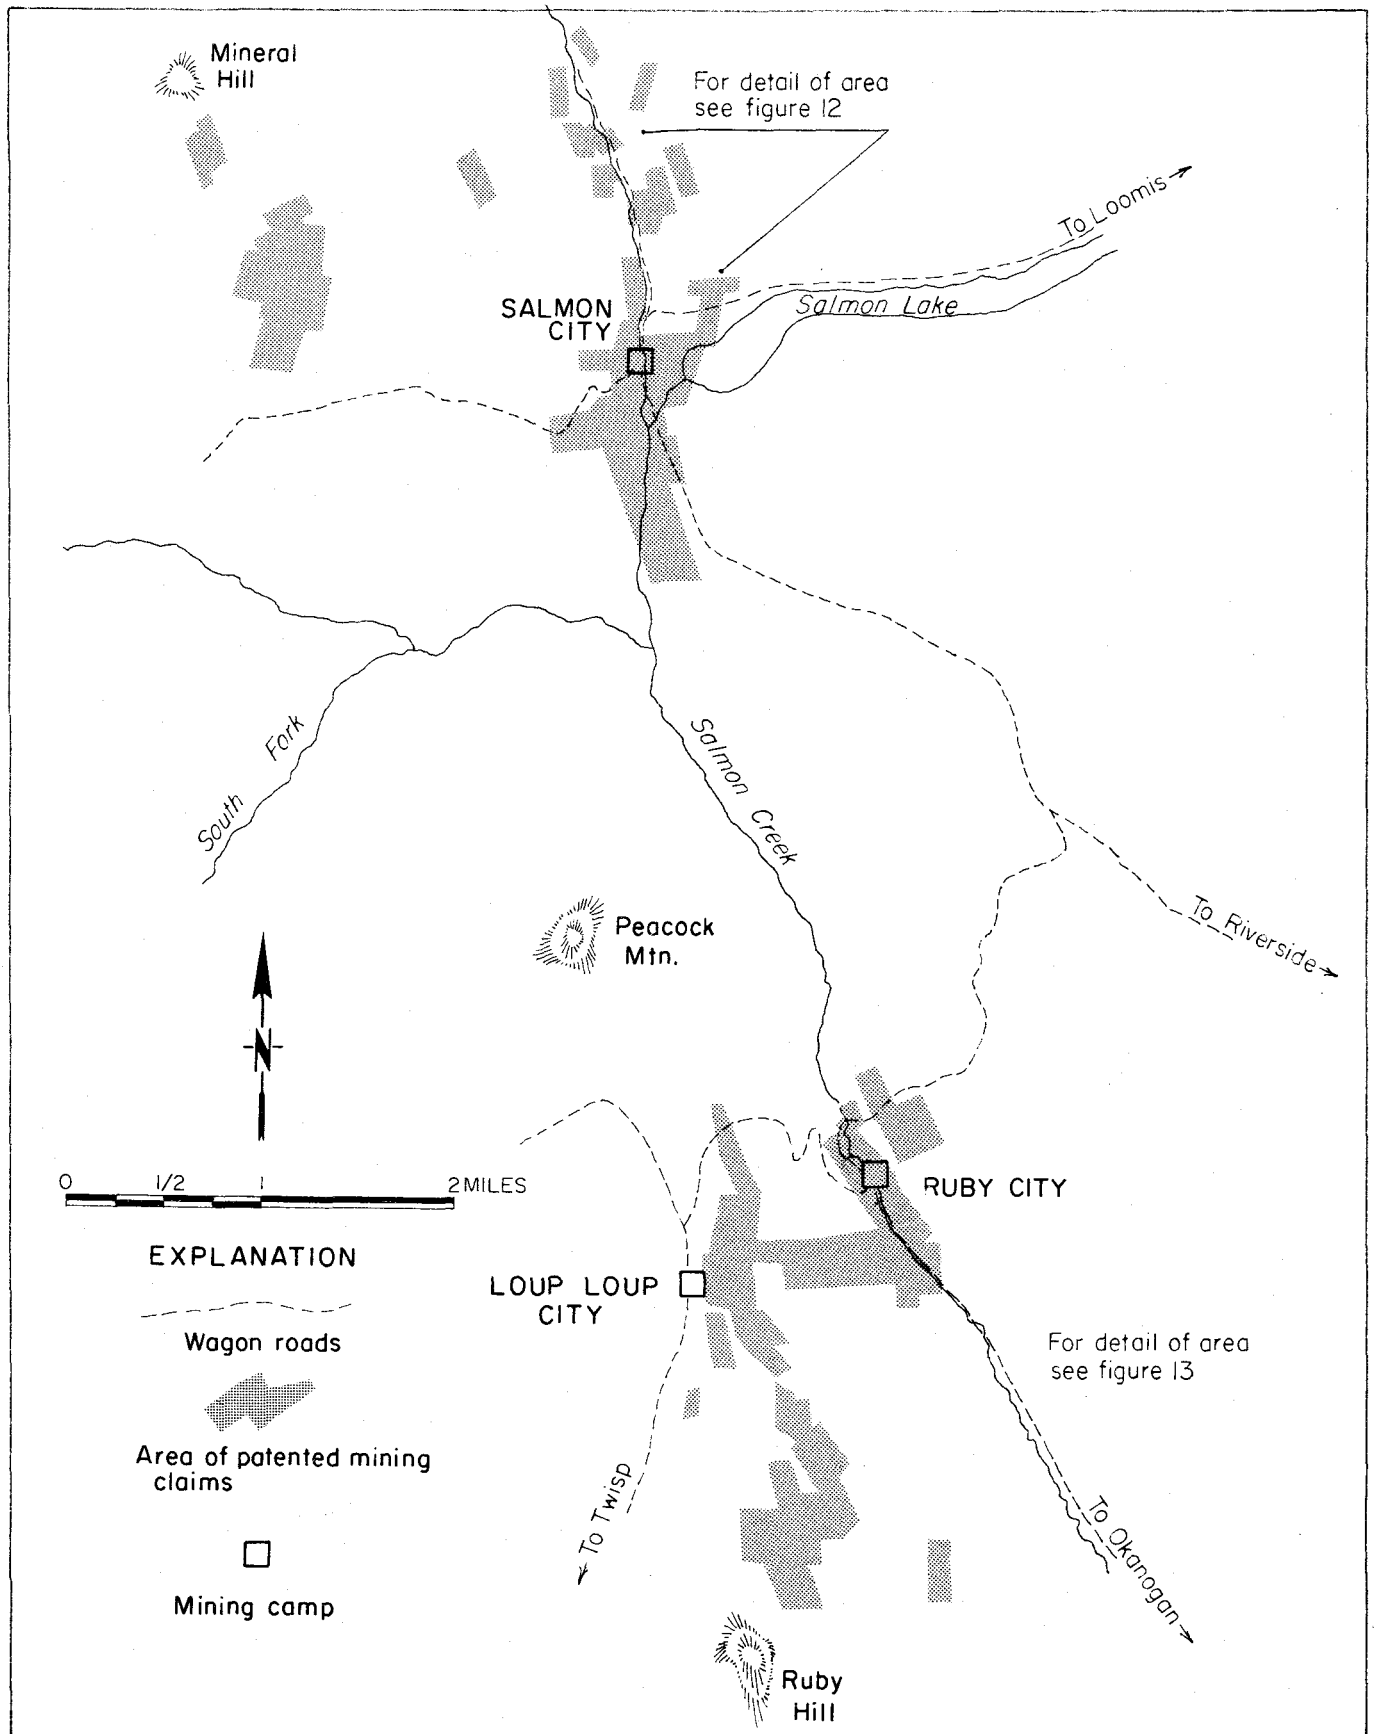 Mineral
Hill
For detail of area
see figure 12
To Loomis
SALMON
CITY
Salmon Lake
South Fork
Salmon Creek
Peacock
Mtn.
To Riverside
N
0 1/2 1 2 MILES
RUBY CITY
EXPLANATION
LOUP LOUP
CITY
Wagon roads
For detail of area
see figure 13
Area of patented mining
claims
To Twisp
To Okanogan
Mining camp
Ruby
Hill